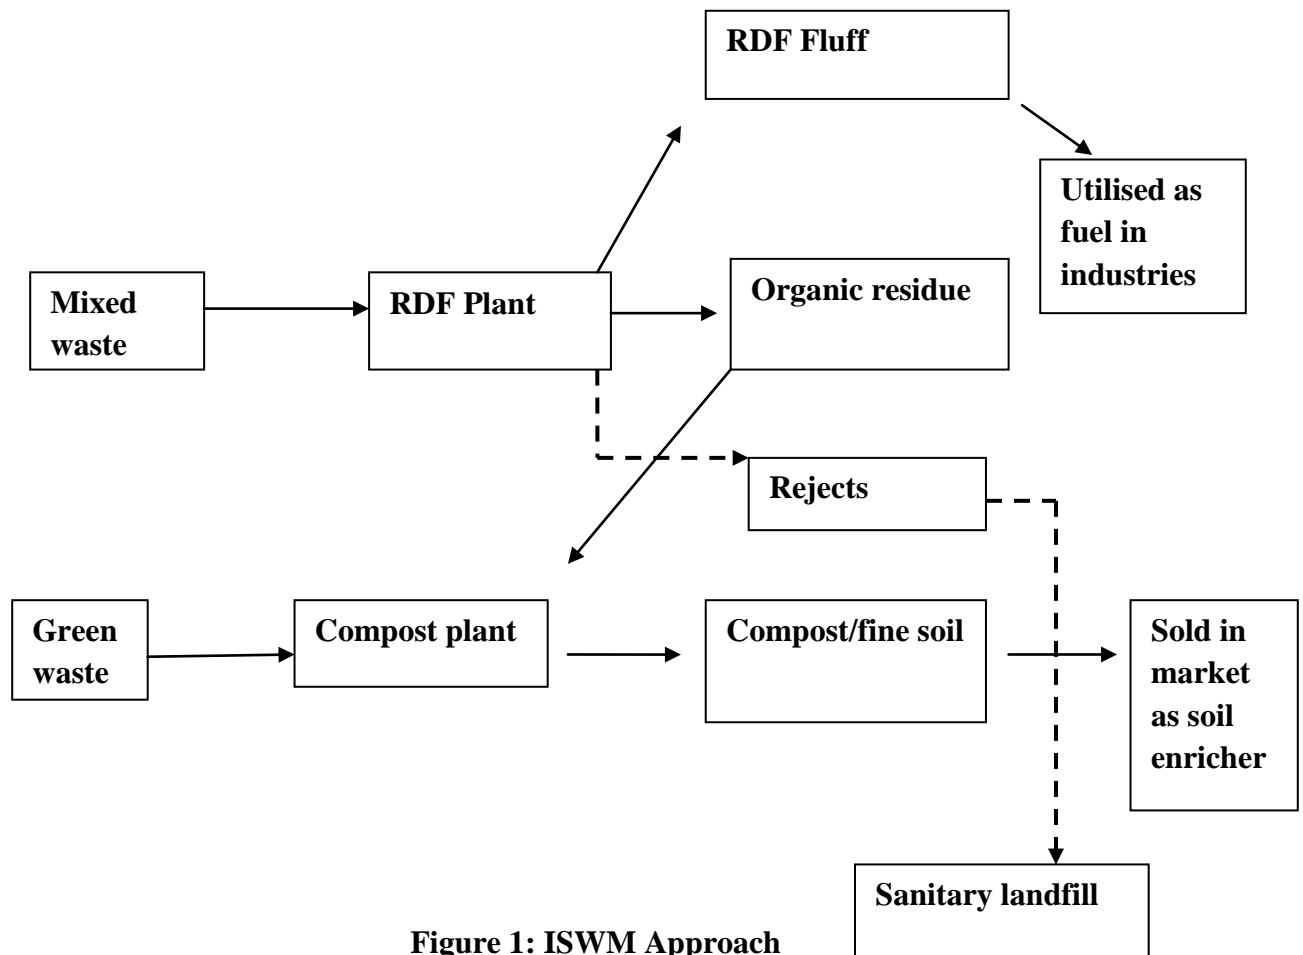 RDF Fluff
Utilised as
fuel in
industries
Mixed
waste
RDF Plant
Organic residue
Rejects
Green
waste
Compost plant
Compost/fine soil
Sold in
market
as soil
enricher
Sanitary landfill
Figure 1: ISWM Approach